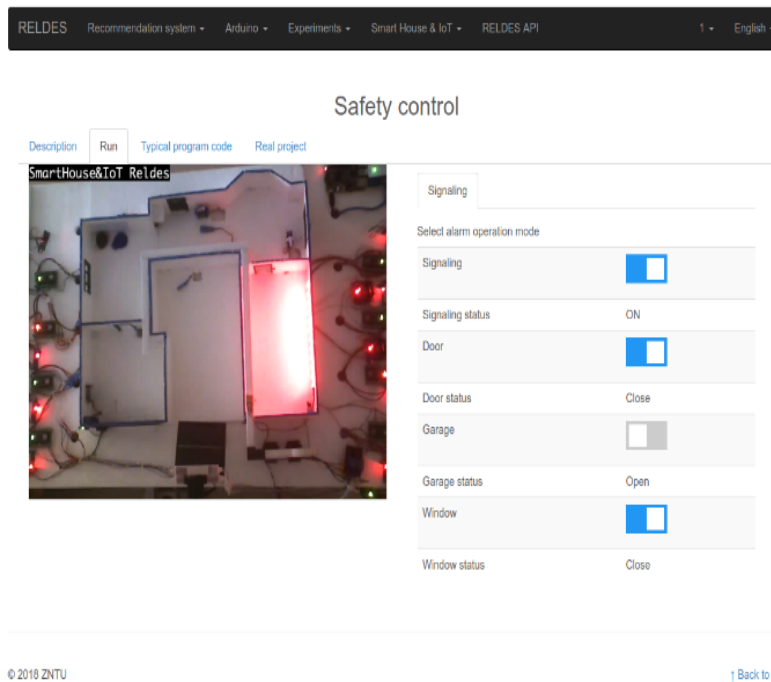 RELDES Recommendation system Arduino Experiments Smart House & IoT RELDES API 1 English
Safety control
Description Run Typical program code Real project
SmartHouse&IoT Reldes
Signaling
Select alarm operation mode
Signaling
Signaling status ON
Door
Door status Close
Garage
Garage status Open
Window
Window status Close
© 2018 ZNTU ↑ Back to